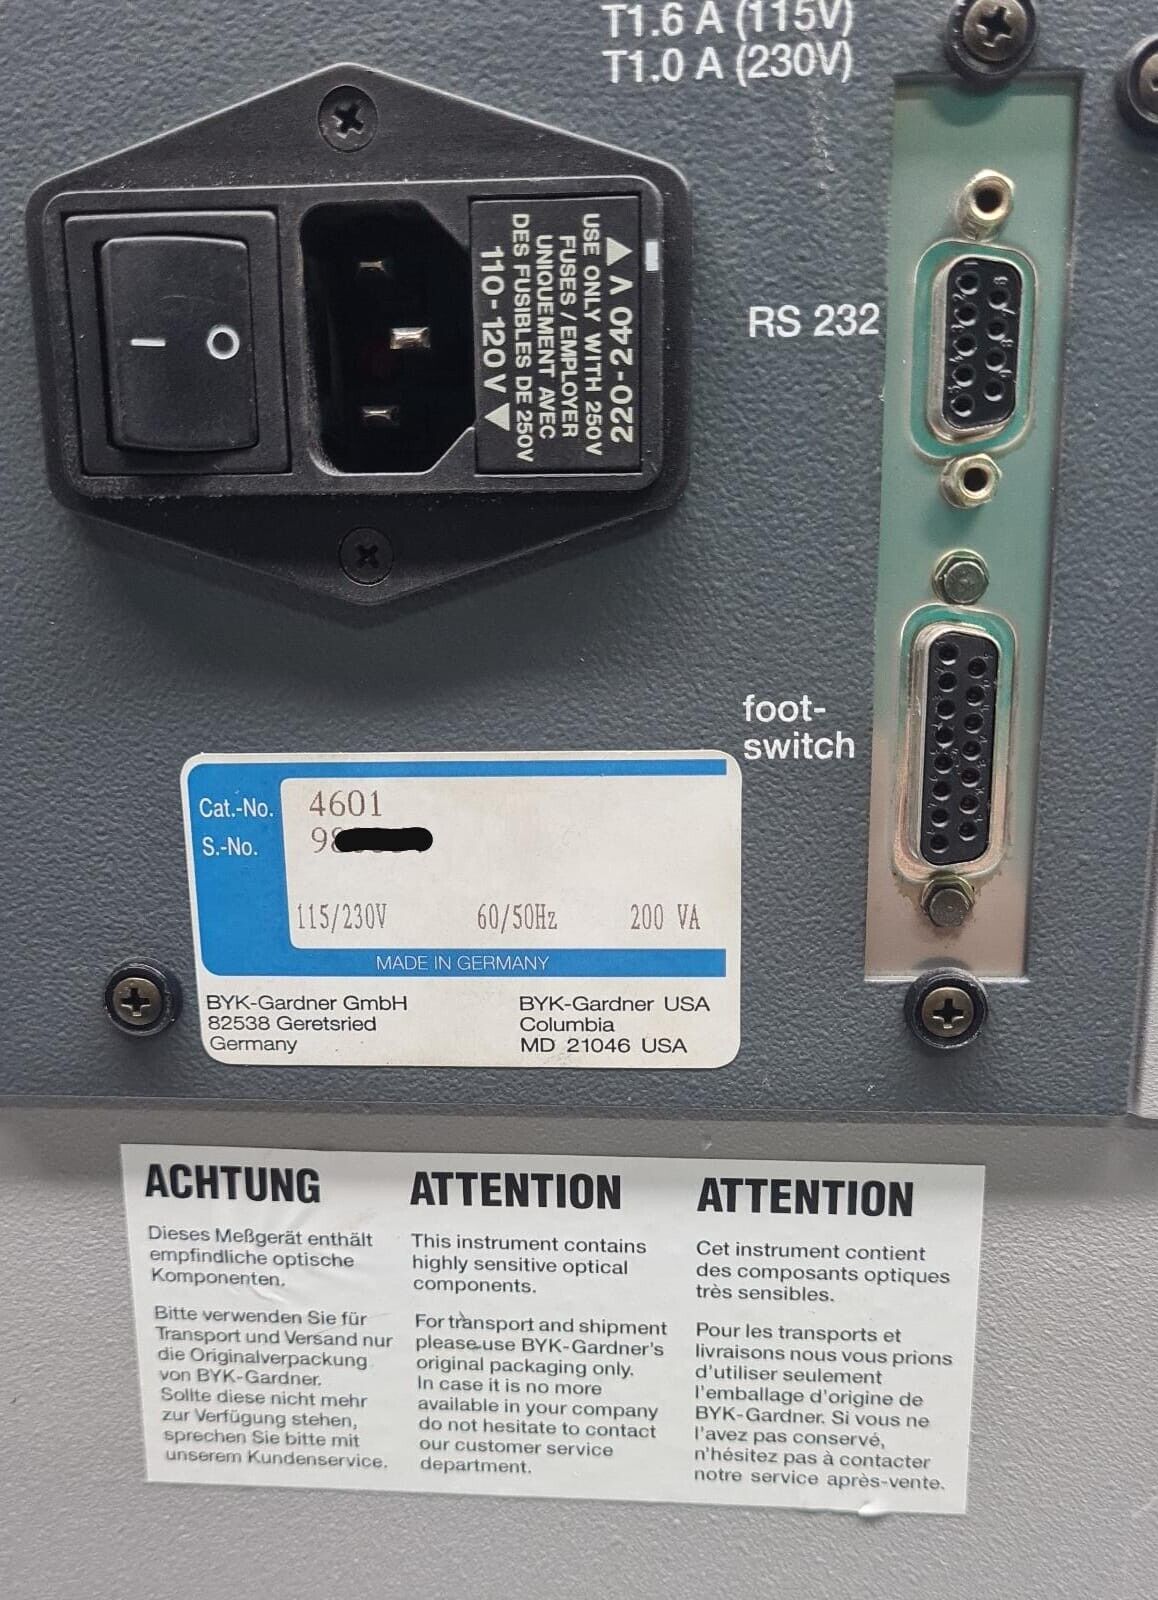 T1.6 A (115V)
T1.0 A (230V)
220-240 V
USE ONLY WITH 250V
FUSES / EMPLOYER
UNIQUEMENT AVEC
DES FUSIBLES DE 250V
110-120V
RS 232
foot-
switch
Cat.-No. 4601
S.-No. 98
115/230V 60/50Hz 200 VA
MADE IN GERMANY
BYK-Gardner GmbH
82538 Geretsried
Germany
BYK-Gardner USA
Columbia
MD 21046 USA
ACHTUNG
Dieses Meßgerät enthält
empfindliche optische
Komponenten.
Bitte verwenden Sie für
Transport und Versand nur
die Originalverpackung
von BYK-Gardner.
Sollte diese nicht mehr
zur Verfügung stehen,
sprechen Sie bitte mit
unserem Kundenservice.
ATTENTION
This instrument contains
highly sensitive optical
components.
For transport and shipment
please use BYK-Gardner's
original packaging only.
In case it is no more
available in your company
do not hesitate to contact
our customer service
department.
ATTENTION
Cet instrument contient
des composants optiques
très sensibles.
Pour les transports et
livraisons nous vous prions
d'utiliser seulement
l'emballage d'origine de
BYK-Gardner. Si vous ne
l'avez pas conservé,
n'hésitez pas à contacter
notre service après-vente.